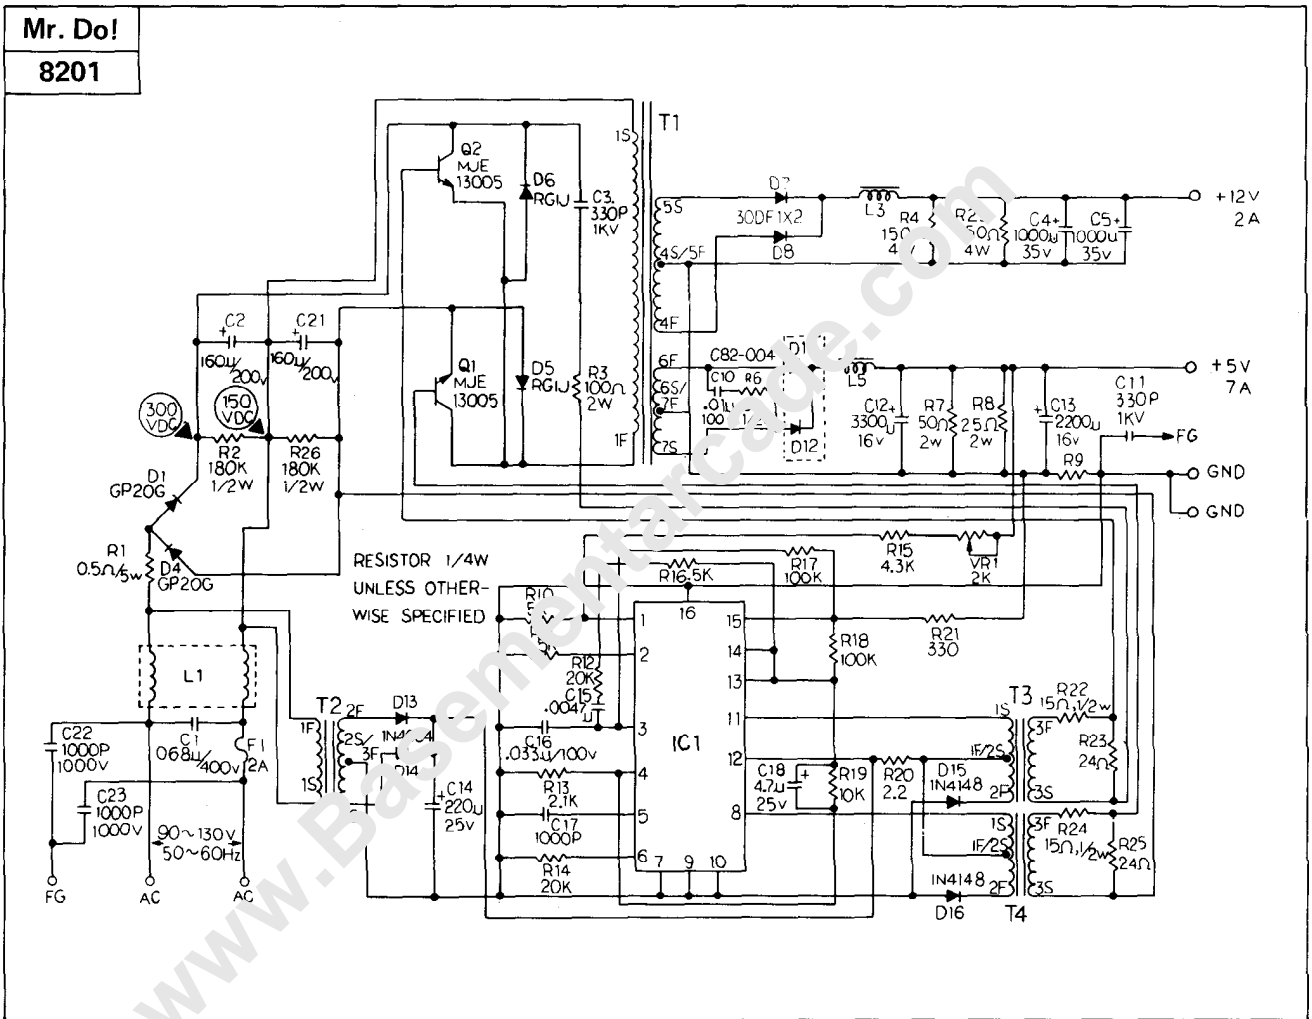 Mr. Do!
8201
T1
1S
Q2
MJE
13005
D6
RG1J
C3
330P
1KV
5S
D7
30DF1X2
D8
L3
4S/5F
4F
+12V
2A
C4+
1000u
35v
C5+
1000u
35v
4W
C2
+
160u/200v
C21
+
160u/200v
300
VDC
150
VDC
R2
180K
1/2W
R26
180K
1/2W
Q1
MJE
13005
D5
RG1J
R3
100Ω
2W
1F
6F
6S/
7F
7S
C82-004
C10
R6
D12
L5
C12+
3300u
16v
R7
50Ω
2w
R8
25Ω
2w
+C13
2200u
16v
C11
330P
1KV
R9
+5V
7A
FG
GND
GND
D1
GP20G
D4
GP20G
R1
0.5Ω/5w
RESISTOR 1/4W
UNLESS OTHER-
WISE SPECIFIED
R15
4.3K
VR1
2K
R17
100K
R16.5K
R10
R12
20K
C15
.0047u
16
1
2
3
4
5
6
7
9
10
15
14
13
11
12
8
IC1
R18
100K
R21
330
L1
T2
1F
1S
2F
2S/
3F
D13
D14
C14
+
220u
25v
C16
.033u/100v
R13
2.1K
C17
1000P
R14
20K
C18
4.7u
25v
+
R19
10K
R20
2.2
D15
1N4148
1N4148
D16
T3
1S
1F/2S
2F
3F
3S
R22
15Ω,1/2w
R23
24Ω
R24
15Ω,1/2w
R25
24Ω
1S
1F/2S
2F
3F
3S
T4
C22
1000P
1000V
C23
1000P
1000V
400v
F1
2A
90~130V
50~60Hz
FG
AC
AC
www.Basementarcade.com